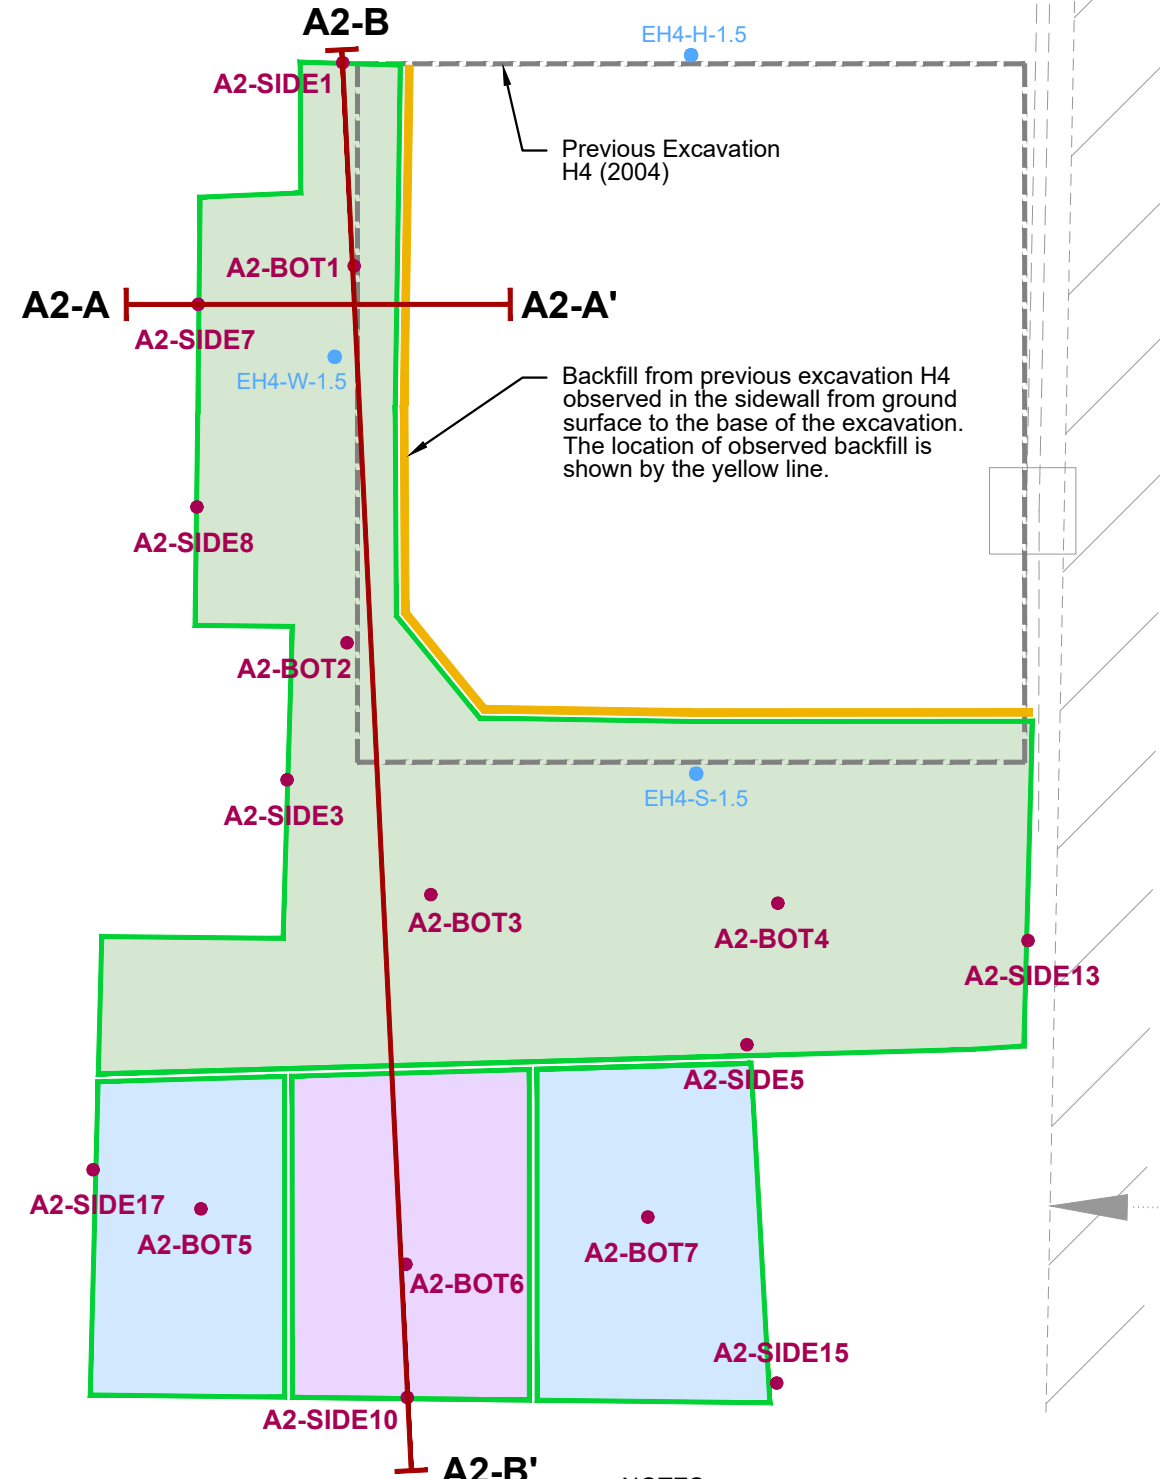 A2-B
EH4-H-1.5
A2-SIDE1
Previous Excavation
H4 (2004)
A2-BOT1
A2-A
A2-A'
A2-SIDE7
EH4-W-1.5
Backfill from previous excavation H4
observed in the sidewall from ground
surface to the base of the excavation.
The location of observed backfill is
shown by the yellow line.
A2-SIDE8
A2-BOT2
EH4-S-1.5
A2-SIDE3
A2-BOT3
A2-BOT4
A2-SIDE13
A2-SIDE5
A2-SIDE17
A2-BOT5
A2-BOT7
A2-BOT6
A2-SIDE15
A2-SIDE10
A2-B'